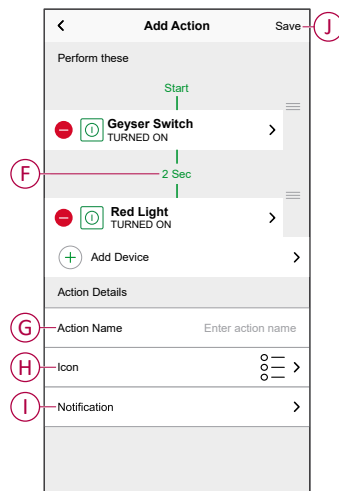 Add Action
Save
J
Perform these
Start
Geyser Switch
TURNED ON
F
2 Sec
Red Light
TURNED ON
Add Device
Action Details
G
Action Name
Enter action name
H
Icon
I
Notification